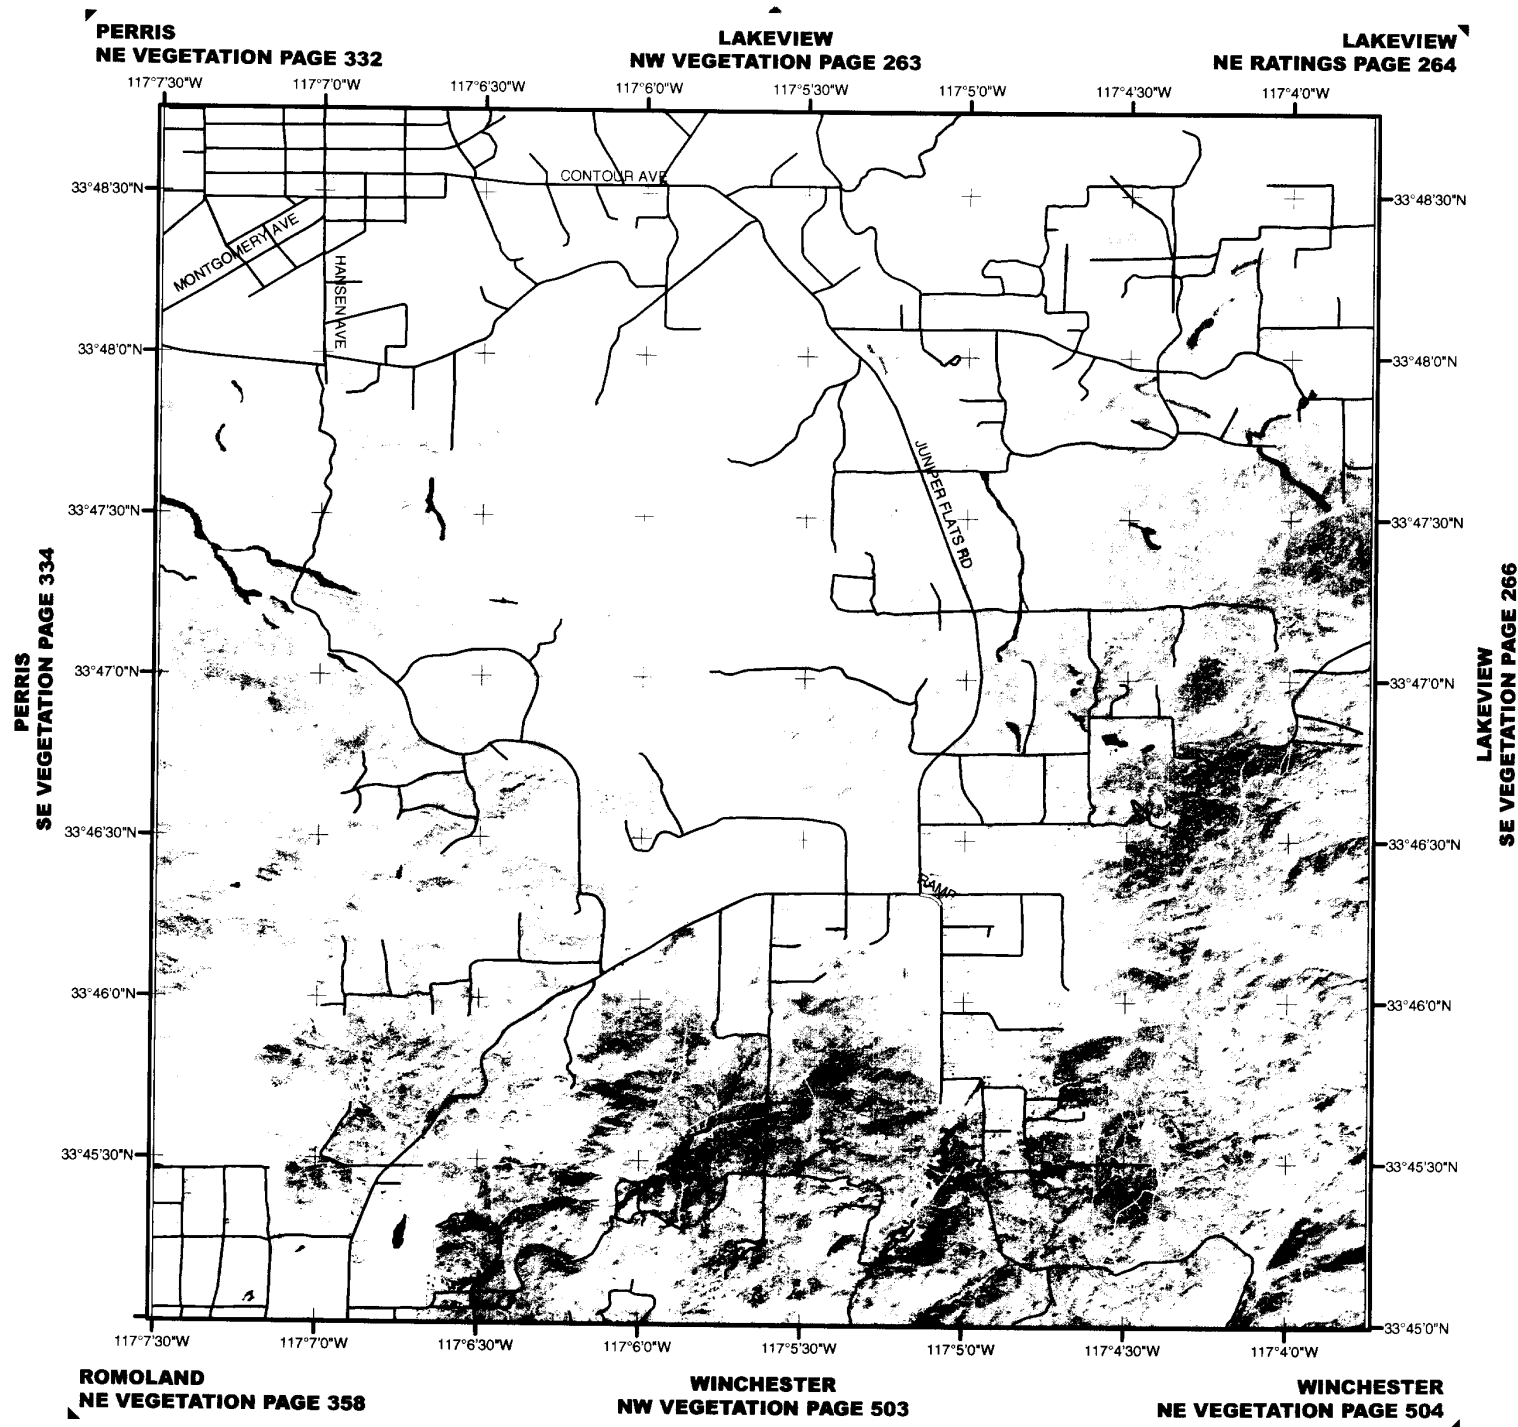 PERRIS
NE VEGETATION PAGE 332
LAKEVIEW
NW VEGETATION PAGE 263
LAKEVIEW
NE RATINGS PAGE 264
117°7'30"W
117°7'0"W
117°6'30"W
117°6'0"W
117°5'30"W
117°5'0"W
117°4'30"W
117°4'0"W
CONTOUR AVE
33°48'30"N
33°48'30"N
MONTGOMERY AVE
HANSEN AVE
33°48'0"N
33°48'0"N
JUNIPER FLATS RD
33°47'30"N
33°47'30"N
PERRIS
SE VEGETATION PAGE 334
LAKEVIEW
SE VEGETATION PAGE 266
33°47'0"N
33°47'0"N
33°46'30"N
33°46'30"N
RAMP
33°46'0"N
33°46'0"N
33°45'30"N
33°45'30"N
33°45'0"N
117°7'30"W
117°7'0"W
117°6'30"W
117°6'0"W
117°5'30"W
117°5'0"W
117°4'30"W
117°4'0"W
ROMOLAND
NE VEGETATION PAGE 358
WINCHESTER
NW VEGETATION PAGE 503
WINCHESTER
NE VEGETATION PAGE 504